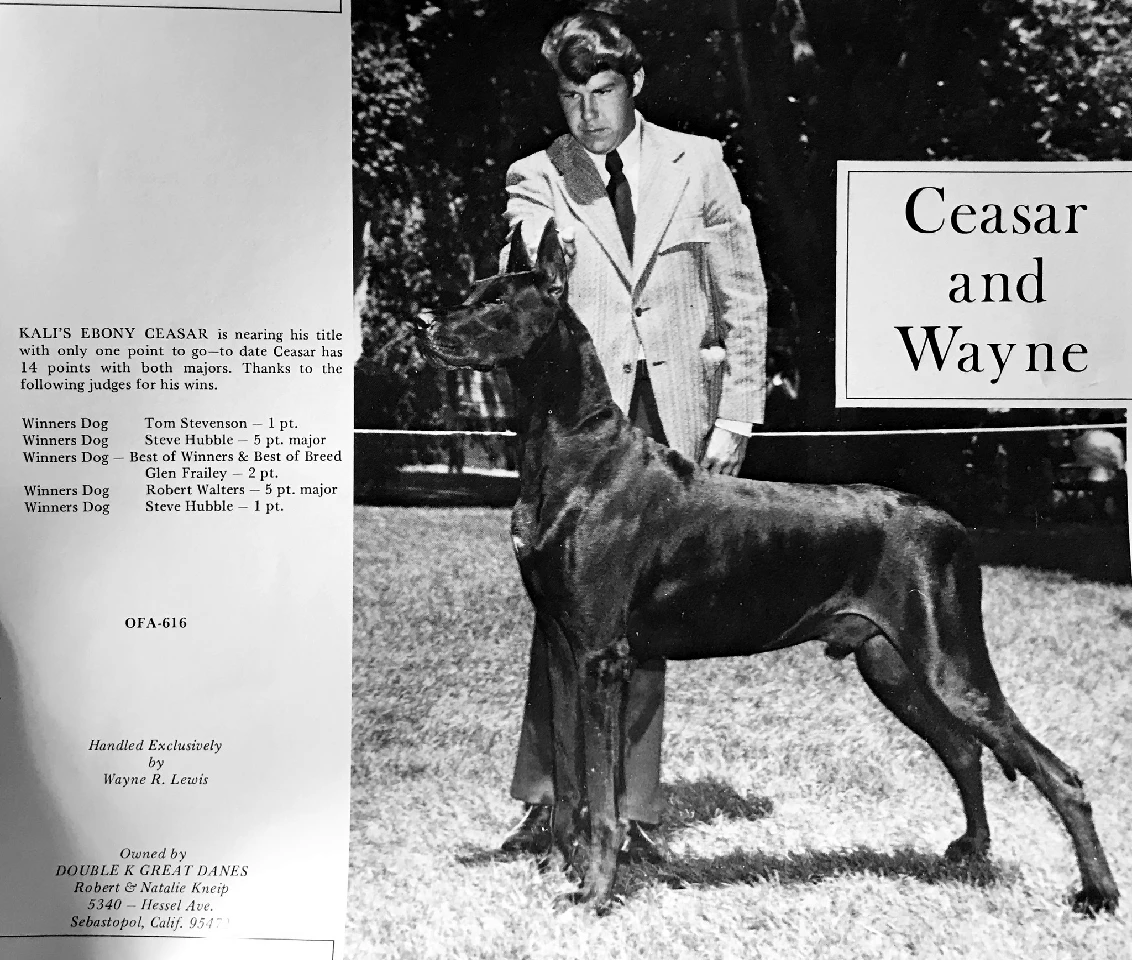 KALI'S EBONY CEASAR is nearing his title
with only one point to go—to date Ceasar has
14 points with both majors. Thanks to the
following judges for his wins.
Winners Dog Tom Stevenson — 1 pt.
Winners Dog Steve Hubble — 5 pt. major
Winners Dog — Best of Winners & Best of Breed
Glen Frailey — 2 pt.
Winners Dog Robert Walters — 5 pt. major
Winners Dog Steve Hubble — 1 pt.
OFA-616
Handled Exclusively
by
Wayne R. Lewis
Owned by
DOUBLE K GREAT DANES
Robert & Natalie Kneip
5340 — Hessel Ave.
Sebastopol, Calif.
Ceasar
and
Wayne